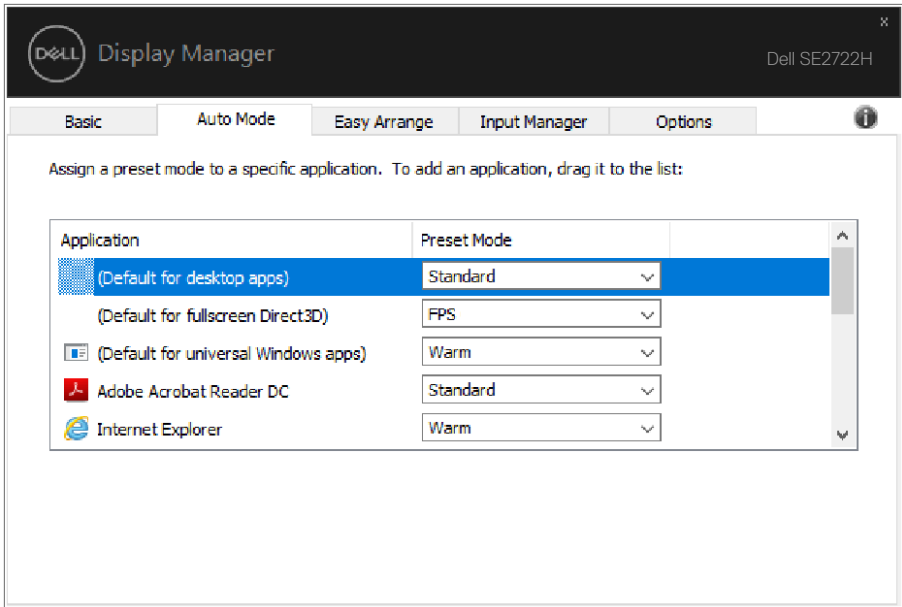 x
DELL Display Manager
Dell SE2722H
Basic Auto Mode Easy Arrange Input Manager Options
Assign a preset mode to a specific application. To add an application, drag it to the list:
Application Preset Mode
(Default for desktop apps) Standard
(Default for fullscreen Direct3D) FPS
(Default for universal Windows apps) Warm
Adobe Acrobat Reader DC Standard
Internet Explorer Warm